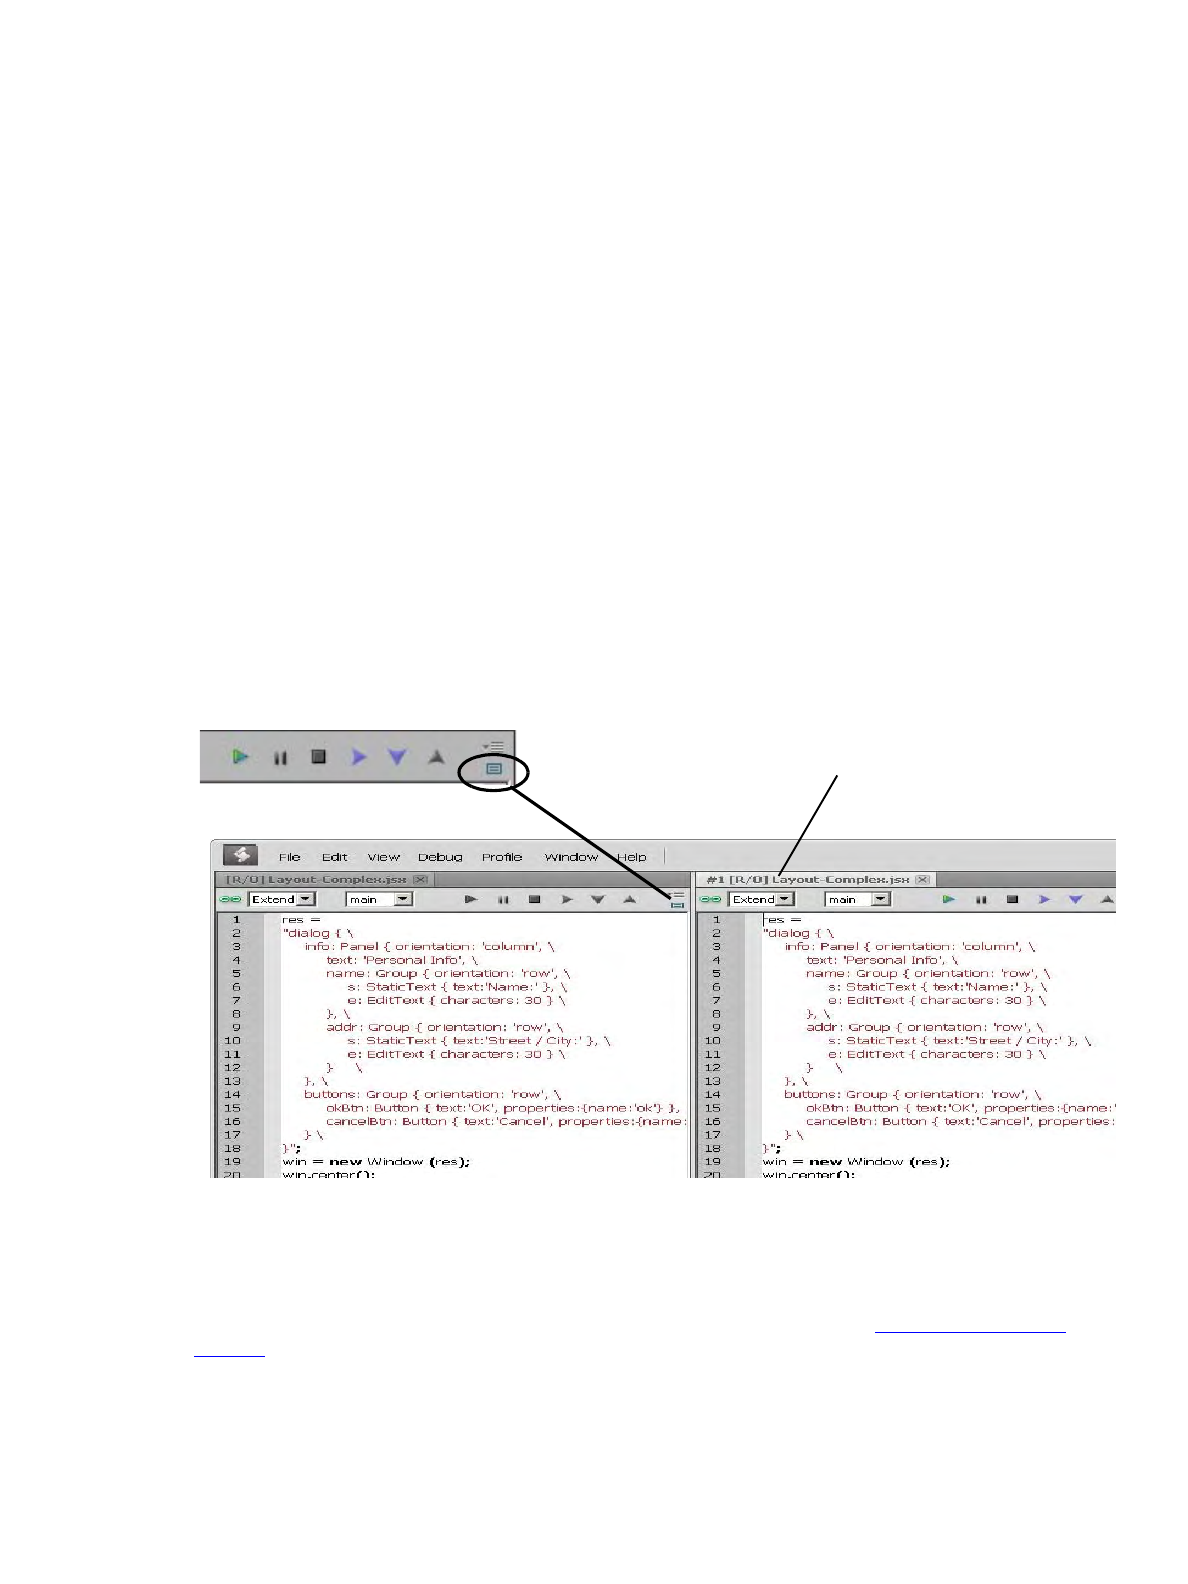 File Edit View Debug Profile Window Help
[R/O] Layout-Complex.jsx
Extend main
1 res =
2 "dialog { \
3 info: Panel { orientation: 'column', \
4 text: 'Personal Info', \
5 name: Group { orientation: 'row', \
6 s: StaticText { text:'Name:' }, \
7 e: EditText { characters: 30 } \
8 }, \
9 addr: Group { orientation: 'row', \
10 s: StaticText { text:'Street / City:' }, \
11 e: EditText { characters: 30 } \
12 } \
13 }, \
14 buttons: Group { orientation: 'row', \
15 okBtn: Button { text:'OK', properties:{name:'ok'} },
16 cancelBtn: Button { text:'Cancel', properties:{name:
17 } \
18 }";
19 win = new Window (res);
20 win.center();
#1 [R/O] Layout-Complex.jsx
Extend main
1 res =
2 "dialog { \
3 info: Panel { orientation: 'column', \
4 text: 'Personal Info', \
5 name: Group { orientation: 'row', \
6 s: StaticText { text:'Name:' }, \
7 e: EditText { characters: 30 } \
8 }, \
9 addr: Group { orientation: 'row', \
10 s: StaticText { text:'Street / City:' }, \
11 e: EditText { characters: 30 } \
12 } \
13 }, \
14 buttons: Group { orientation: 'row', \
15 okBtn: Button { text:'OK', properties:{name:'
16 cancelBtn: Button { text:'Cancel', properties:
17 } \
18 }";
19 win = new Window (res);
20 win.center();